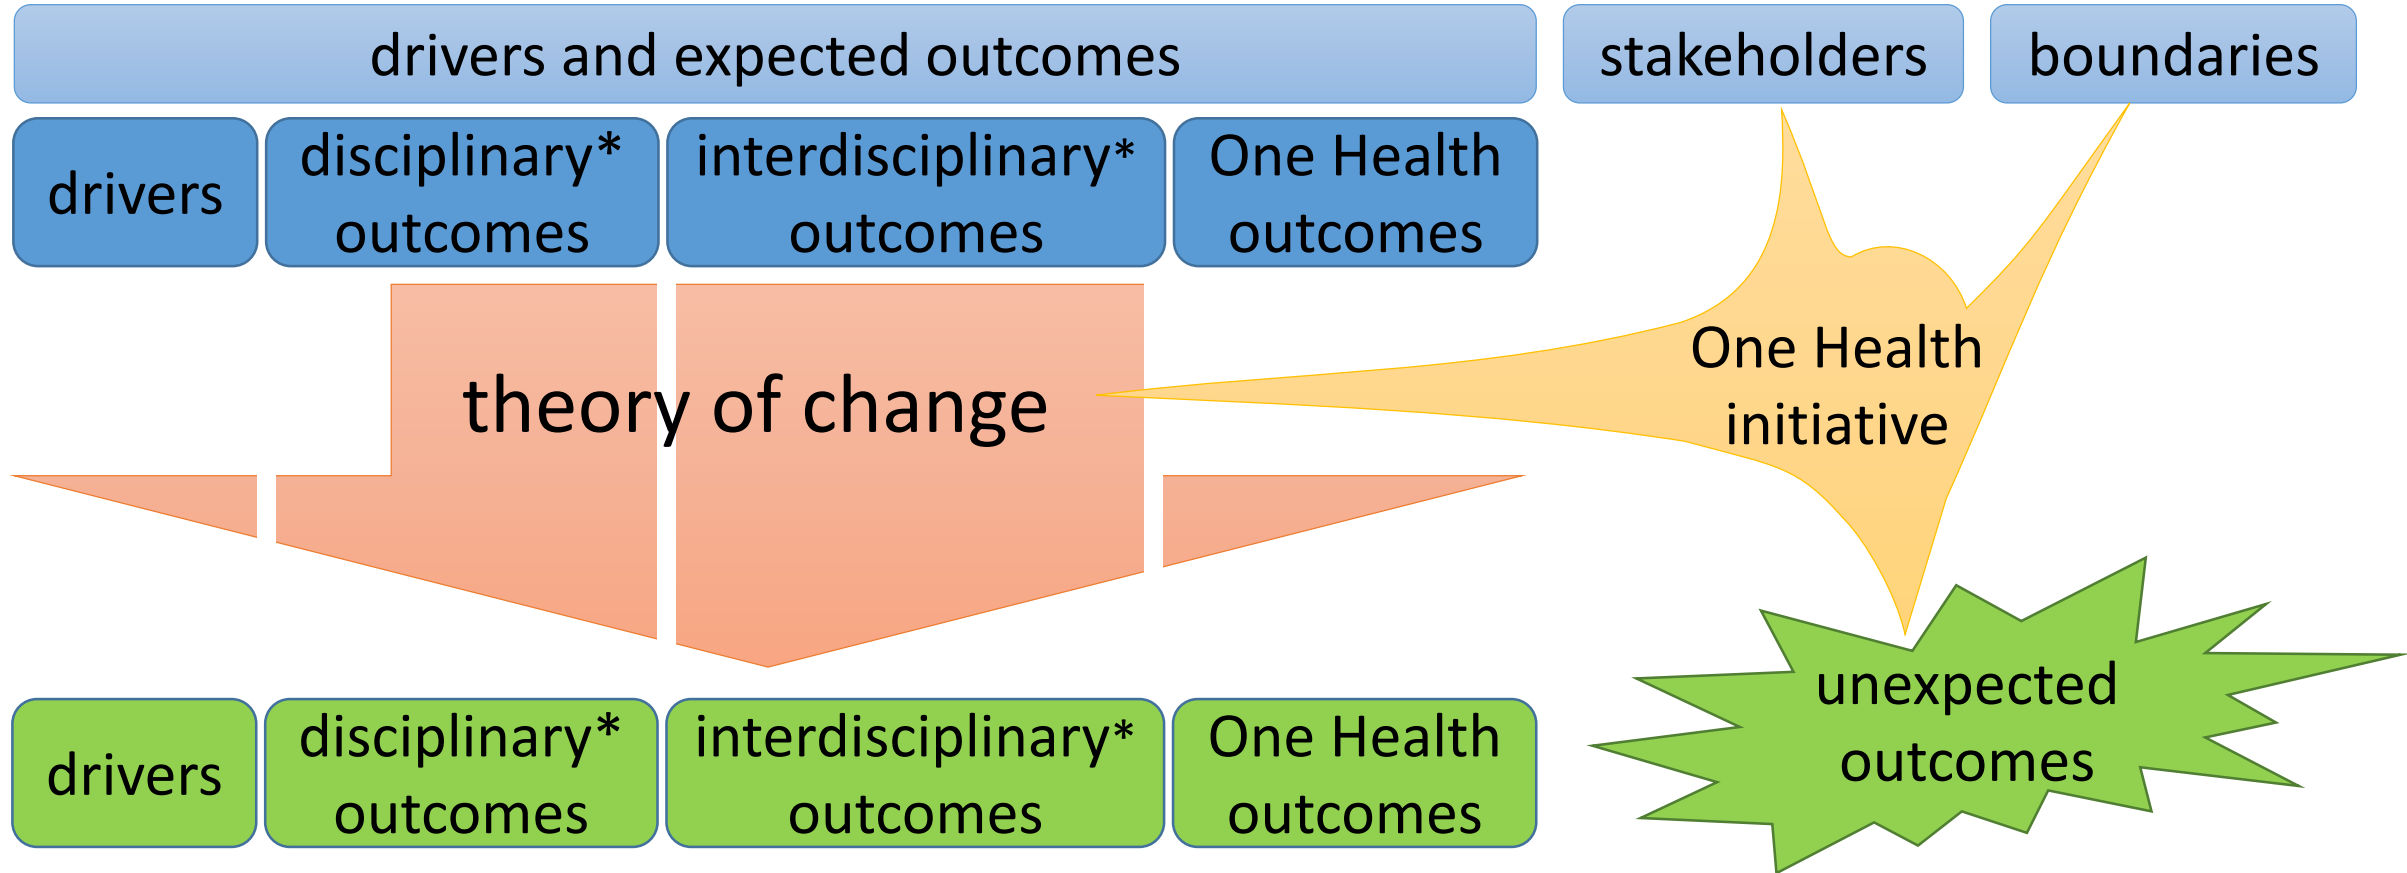 drivers and expected outcomes
stakeholders
boundaries
drivers
disciplinary*
outcomes
interdisciplinary*
outcomes
One Health
outcomes
theory of change
One Health
initiative
drivers
disciplinary*
outcomes
interdisciplinary*
outcomes
One Health
outcomes
unexpected
outcomes